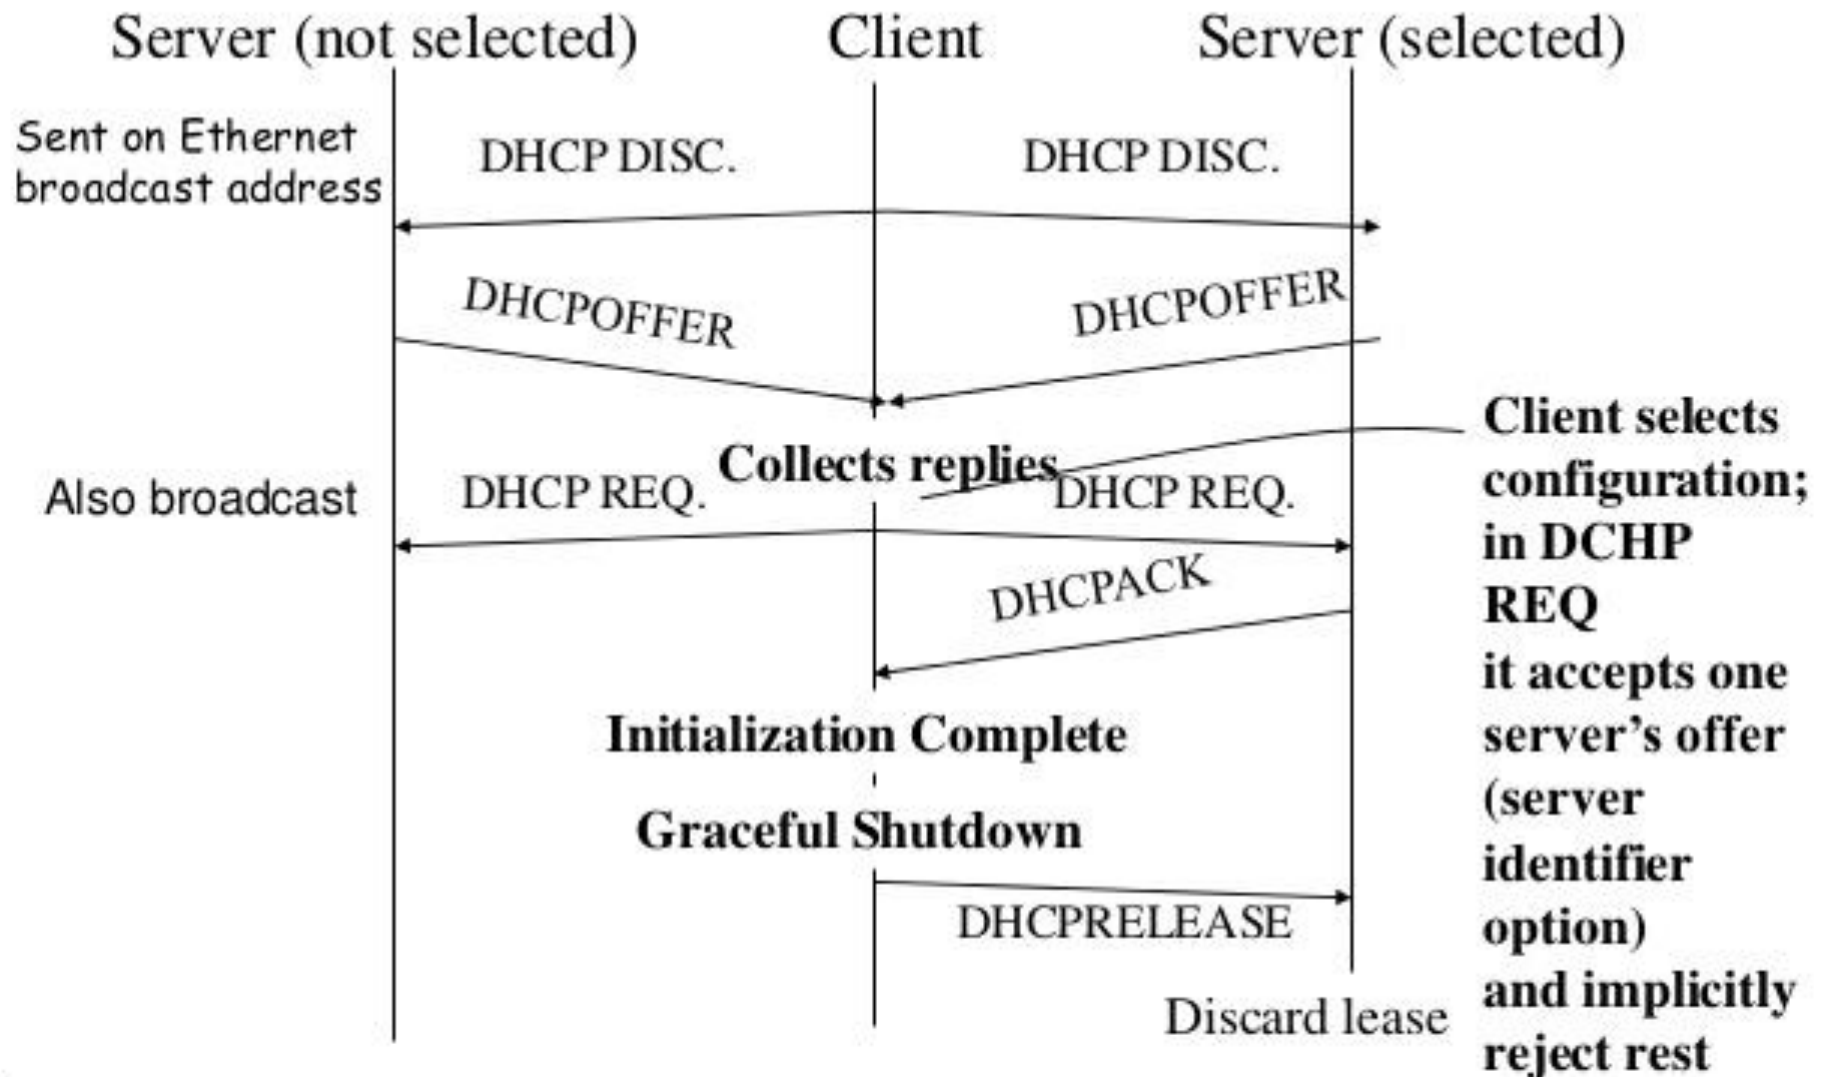 Server (not selected)
Client
Server (selected)
Sent on Ethernet
broadcast address
DHCP DISC.
DHCP DISC.
DHCPOFFER
DHCPOFFER
Collects replies
Also broadcast
DHCP REQ.
DHCP REQ.
DHCPACK
Initialization Complete
Graceful Shutdown
DHCPRELEASE
Discard lease
Client selects
configuration;
in DCHP
REQ
it accepts one
server’s offer
(server
identifier
option)
and implicitly
reject rest